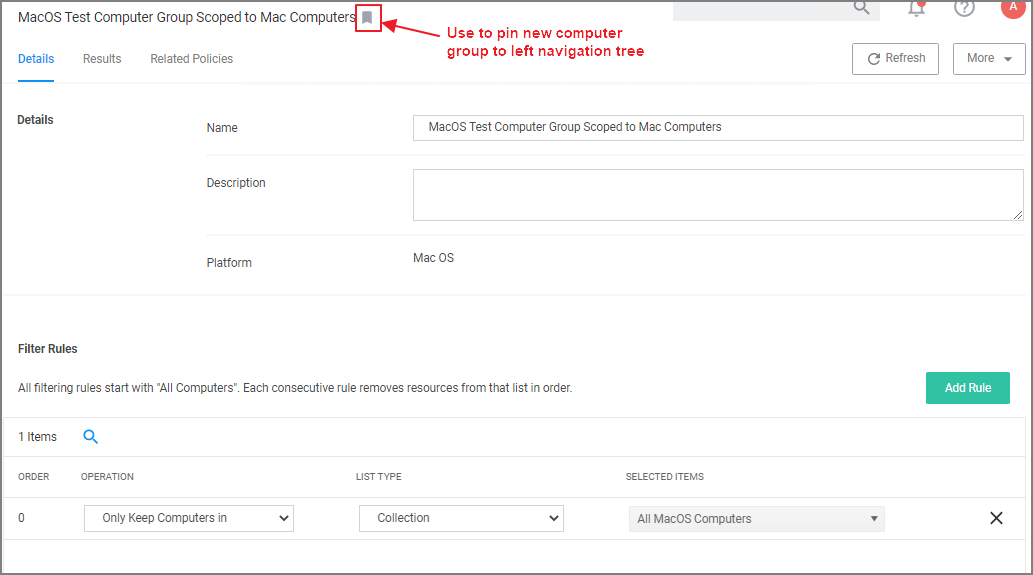 MacOS Test Computer Group Scoped to Mac Computers
A
Use to pin new computer
group to left navigation tree
Details Results Related Policies
Refresh More
Details
Name MacOS Test Computer Group Scoped to Mac Computers
Description
Platform Mac OS
Filter Rules
All filtering rules start with "All Computers". Each consecutive rule removes resources from that list in order.
Add Rule
1 Items
ORDER OPERATION LIST TYPE SELECTED ITEMS
0 Only Keep Computers in Collection All MacOS Computers